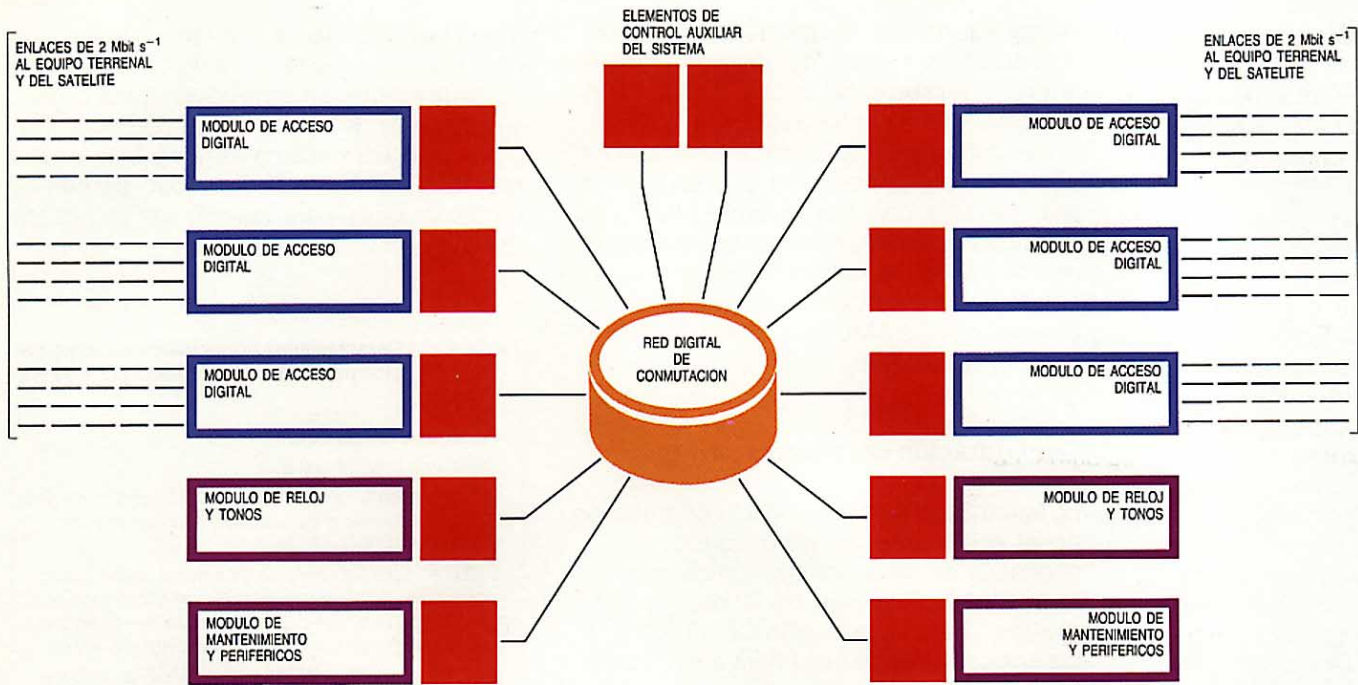 ELEMENTOS DE
CONTROL AUXILIAR
DEL SISTEMA
ENLACES DE 2 Mbit s⁻¹
AL EQUIPO TERRENAL
Y DEL SATELITE
ENLACES DE 2 Mbit s⁻¹
AL EQUIPO TERRENAL
Y DEL SATELITE
MODULO DE ACCESO
DIGITAL
MODULO DE ACCESO
DIGITAL
MODULO DE ACCESO
DIGITAL
MODULO DE ACCESO
DIGITAL
RED DIGITAL
DE
CONMUTACION
MODULO DE ACCESO
DIGITAL
MODULO DE ACCESO
DIGITAL
MODULO DE RELOJ
Y TONOS
MODULO DE RELOJ
Y TONOS
MODULO DE
MANTENIMIENTO
Y PERIFERICOS
MODULO DE
MANTENIMIENTO
Y PERIFERICOS